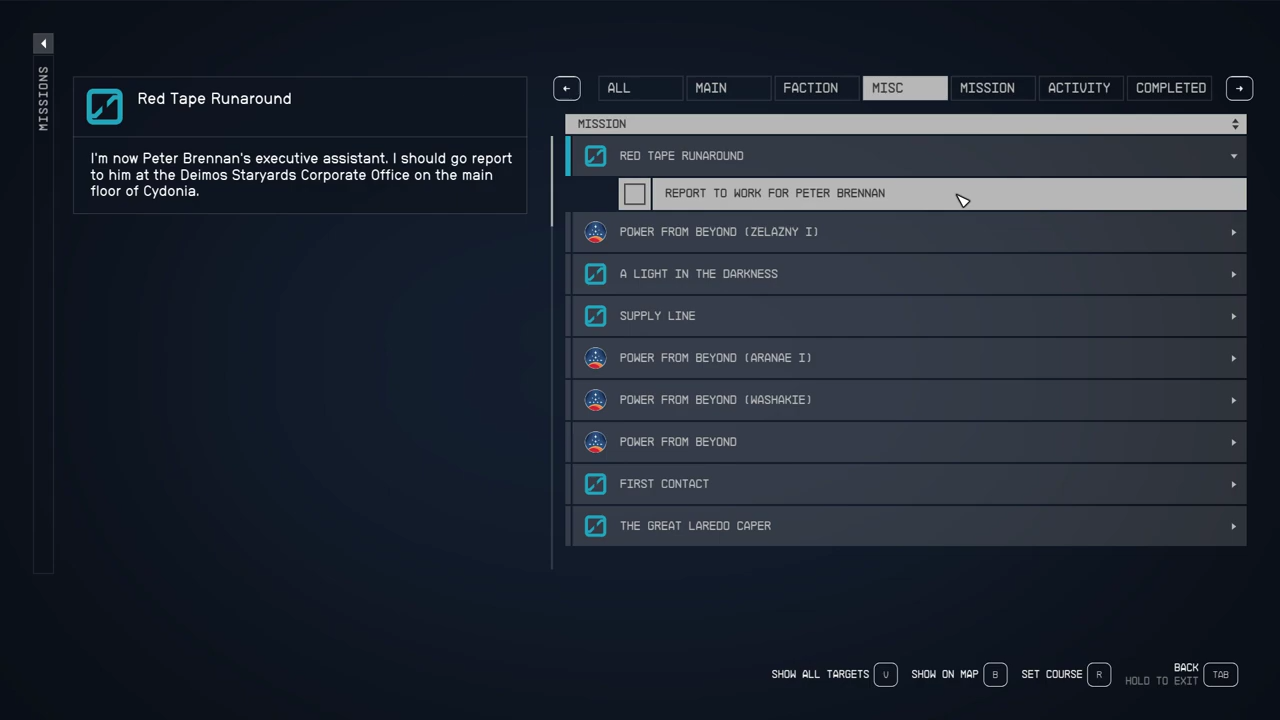 MISSIONS
Red Tape Runaround
I'm now Peter Brennan's executive assistant. I should go report
to him at the Deimos Staryards Corporate Office on the main
floor of Cydonia.
ALL MAIN FACTION MISC MISSION ACTIVITY COMPLETED
MISSION
RED TAPE RUNAROUND
REPORT TO WORK FOR PETER BRENNAN
POWER FROM BEYOND (ZELAZNY I)
A LIGHT IN THE DARKNESS
SUPPLY LINE
POWER FROM BEYOND (ARANAE I)
POWER FROM BEYOND (WASHAKIE)
POWER FROM BEYOND
FIRST CONTACT
THE GREAT LAREDO CAPER
SHOW ALL TARGETS V SHOW ON MAP B SET COURSE R BACK TAB
HOLD TO EXIT